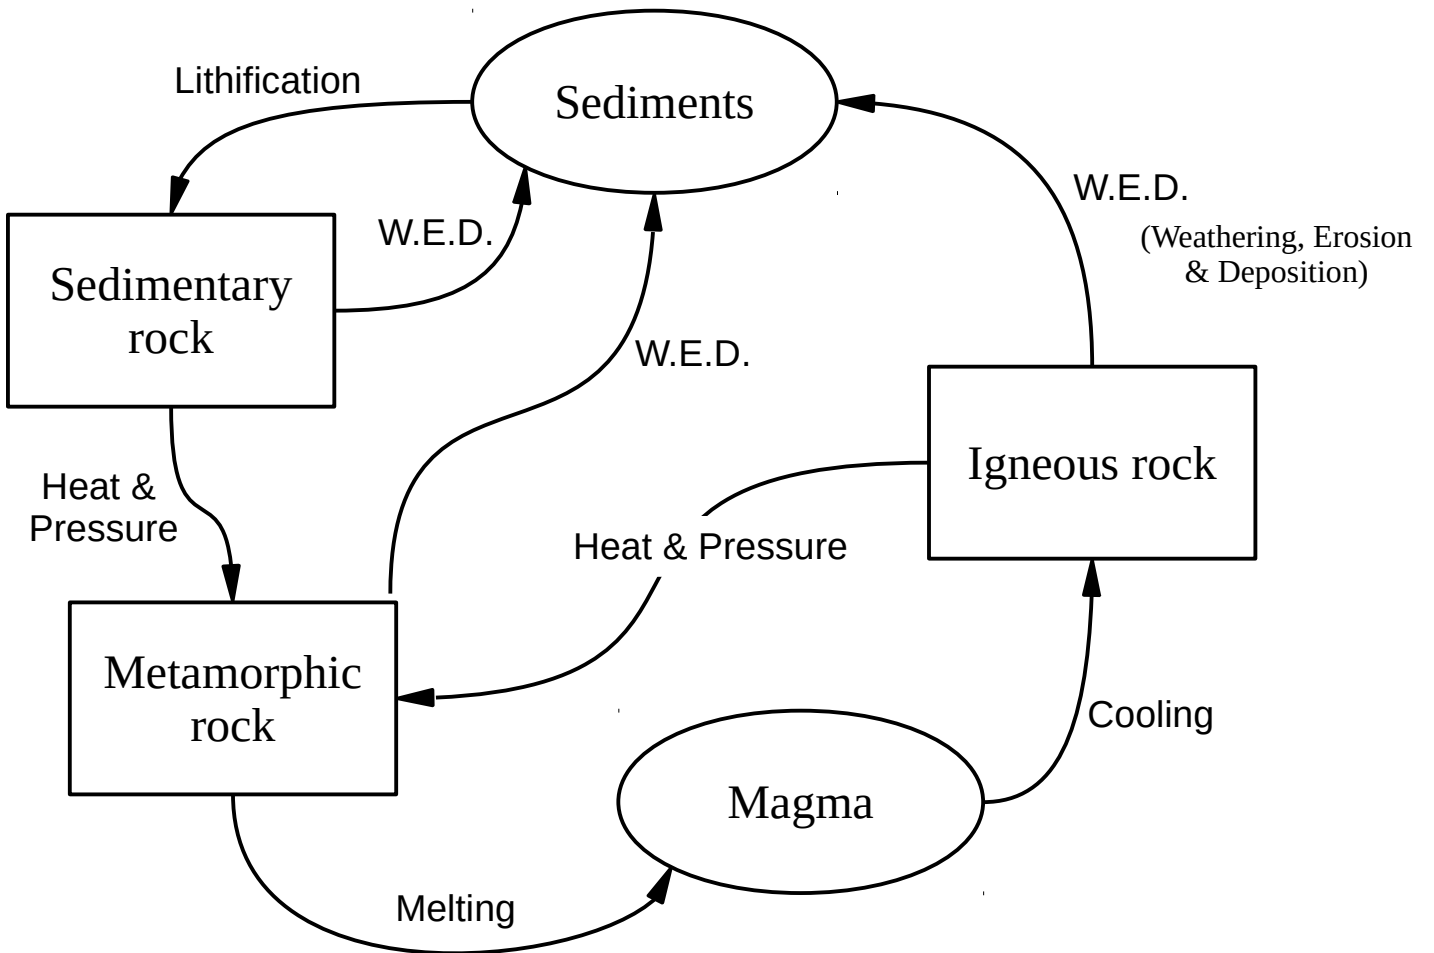 Sediments
Lithification
W.E.D.
(Weathering, Erosion
& Deposition)
W.E.D.
Sedimentary
rock
W.E.D.
Igneous rock
Heat &
Pressure
Heat & Pressure
Metamorphic
rock
Cooling
Magma
Melting